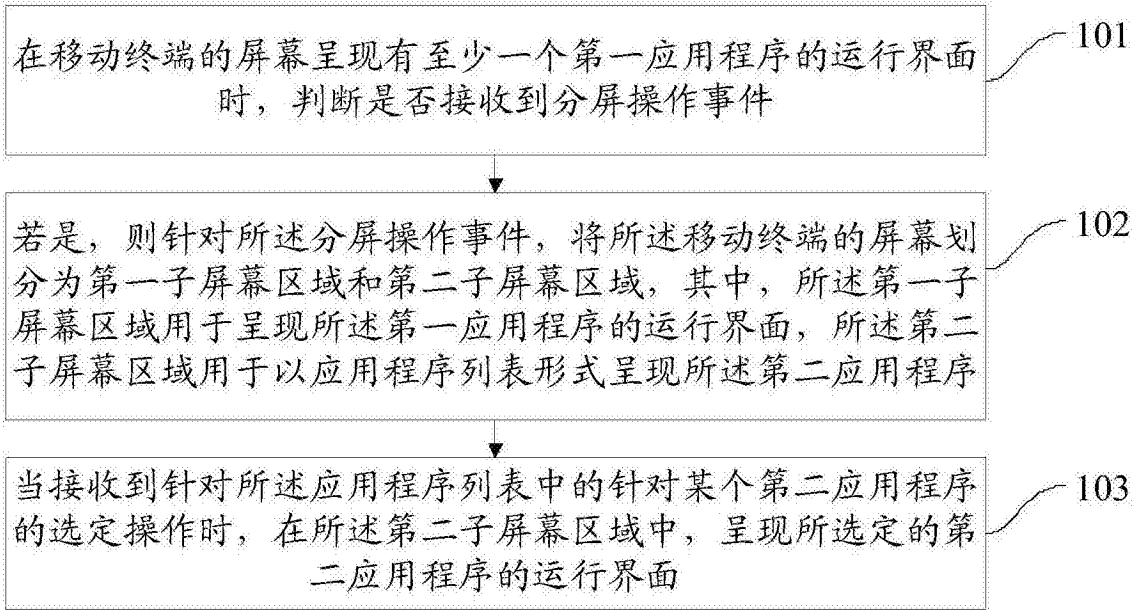 在移动终端的屏幕呈现有至少一个第一应用程序的运行界面
时，判断是否接收到分屏操作事件
101
若是，则针对所述分屏操作事件，将所述移动终端的屏幕划
分为第一子屏幕区域和第二子屏幕区域，其中，所述第一子
屏幕区域用于呈现所述第一应用程序的运行界面，所述第二
子屏幕区域用于以应用程序列表形式呈现所述第二应用程序
102
当接收到针对所述应用程序列表中的针对某个第二应用程序
的选定操作时，在所述第二子屏幕区域中，呈现所选定的第
二应用程序的运行界面
103